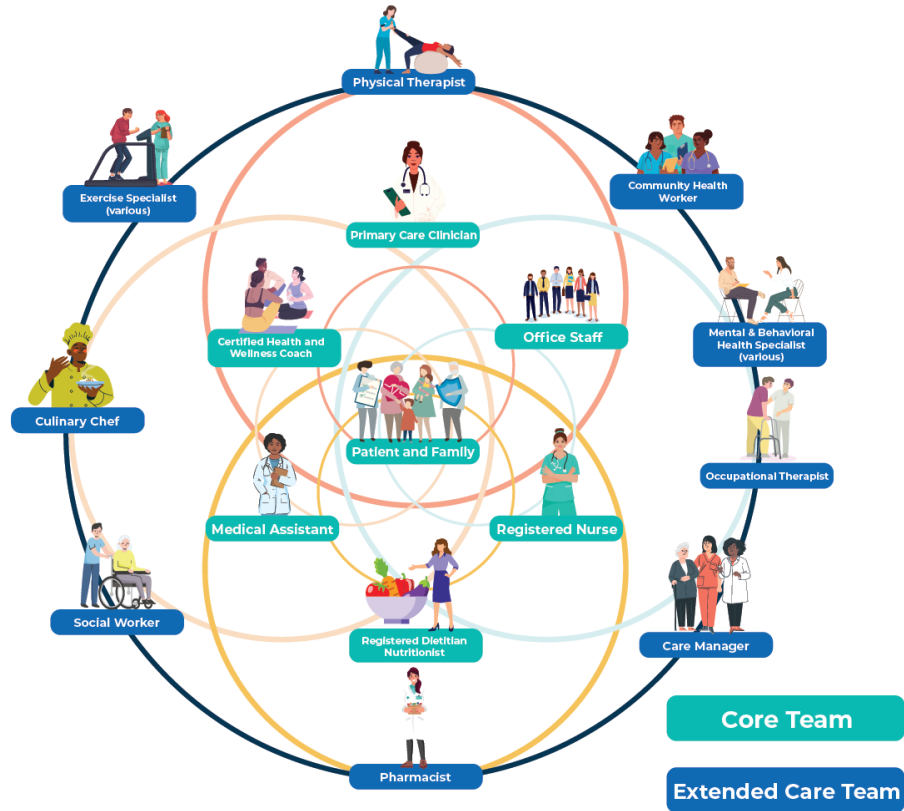 Physical Therapist
Exercise Specialist
(various)
Community Health
Worker
Primary Care Clinician
Certified Health and
Wellness Coach
Office Staff
Mental & Behavioral
Health Specialist
(various)
Culinary Chef
Patient and Family
Occupational Therapist
Medical Assistant
Registered Nurse
Social Worker
Registered Dietitian
Nutritionist
Care Manager
Pharmacist
Core Team
Extended Care Team